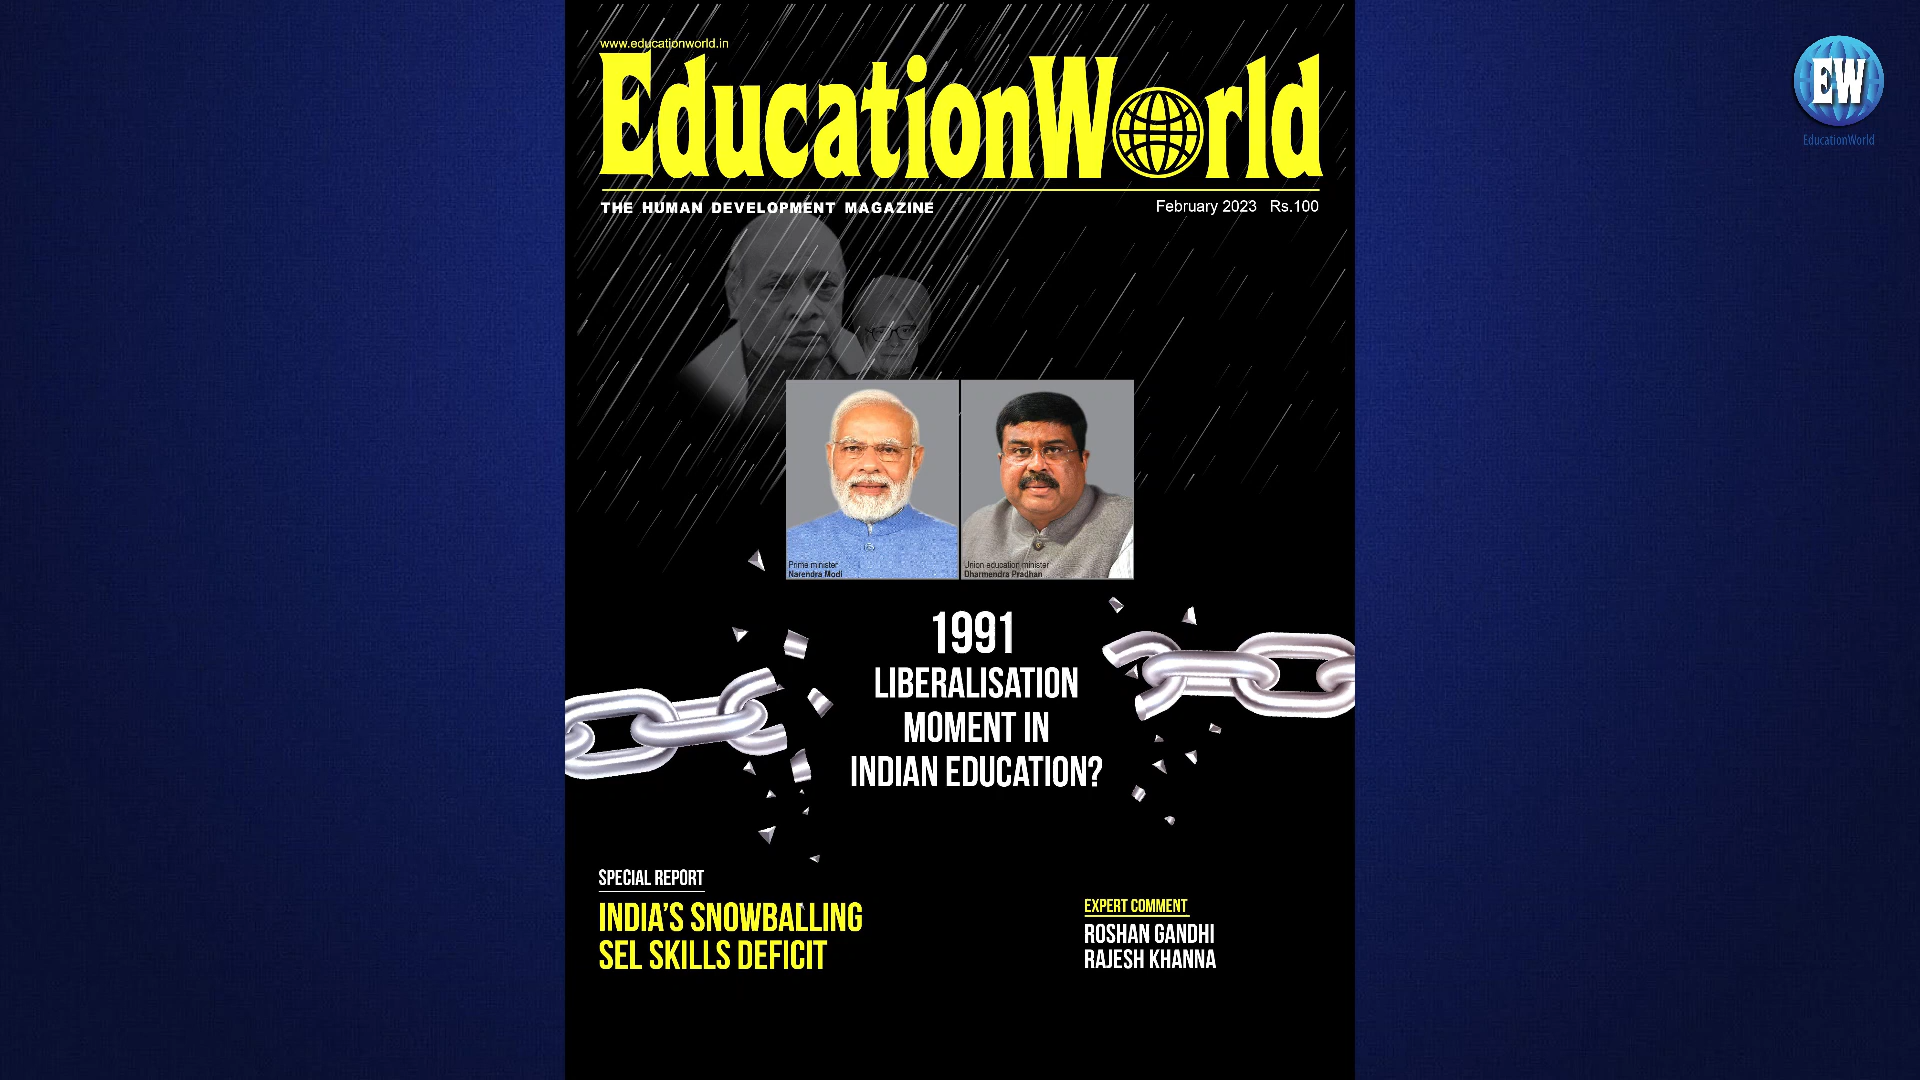 www.educationworld.in
EducationWorld
THE HUMAN DEVELOPMENT MAGAZINE
February 2023 Rs.100
Prime minister
Narendra Modi
Union education minister
Dharmendra Pradhan
1991
LIBERALISATION
MOMENT IN
INDIAN EDUCATION?
SPECIAL REPORT
INDIA'S SNOWBALLING
SEL SKILLS DEFICIT
EXPERT COMMENT
ROSHAN GANDHI
RAJESH KHANNA
EW
EducationWorld